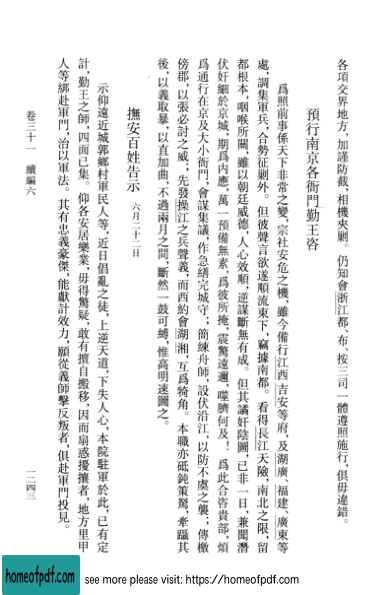 各項交界地方，加謹防截，相機夾剿。仍知會浙江都、布、按三司一體遵照施行，俱毋違錯。
預行南京各衙門勤王咨
爲照前事係天下非常之變，宗社安危之機，雖今備行江西吉安等府，及湖廣、福建、廣東等
處，調集軍兵，合勢征剿外。但彼聲言欲遂順流東下，竊據南都。看得長江天險，南北之限，留
都根本，咽喉所關，雖以朝廷威德，人心效順，逆謀斷無有成。但其譎奸陰圖，已非一日，兼聞潛
伏奸細於京城，期爲内應，萬一預備無素，爲彼所掩，震驚遠邇，噬臍何及！爲此合咨貴部，煩
爲通行在京及大小衙門，會謀集議，作急繕完城守；簡練舟師，設伏沿江，以防不虞之襲；傳檄
傍郡，以張必討之威；先發操江之兵聲義，而西約會湖湘，互爲犄角。本職亦砥鈍策駑，牽躡其
後，以義取暴，以直加曲，不過兩月之間，斷然一鼓可縛，惟高明速圖之。
撫安百姓告示 六月二十二日
示仰遠近城郭鄉村軍民人等，近日倡亂之徒，上逆天道，下失人心，本院駐軍於此，已有定
計，勤王之師，四面已集。仰各安居樂業，毋得驚疑，敢有擅自搬移，因而扇惑擾攘者，地方里甲
人等綁赴軍門，治以軍法。其有忠義豪傑，能獻計效力，願從義師擊反叛者，俱赴軍門投見。
卷三十一 續編六
一二四三
homeofpdf.com
see more please visit: https://homeofpdf.com